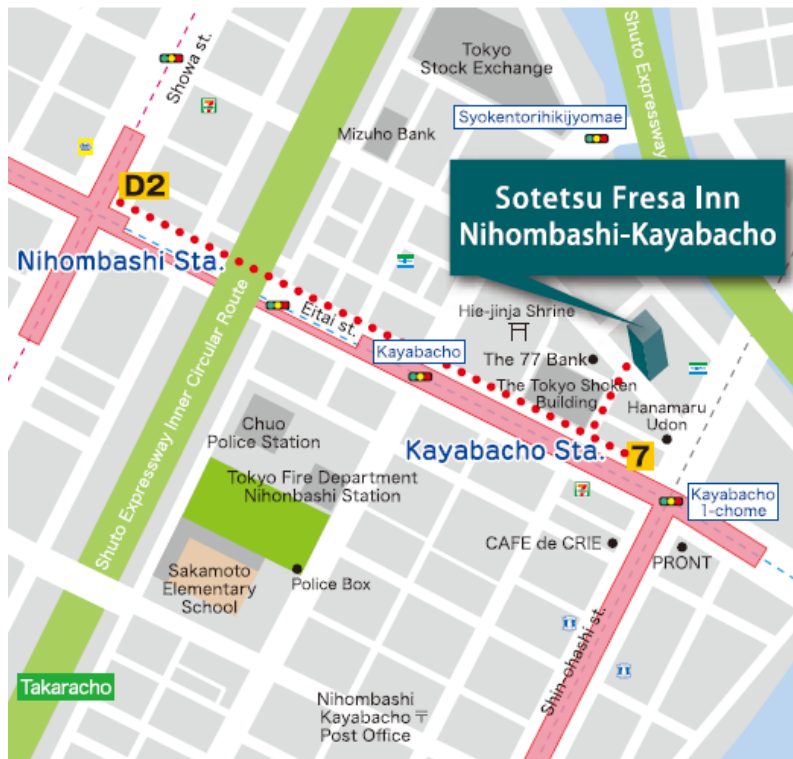 Tokyo
Stock Exchange
Showa st.
Shuto Expressway
Mizuho Bank
Syokentorihikijyomae
D2
Sotetsu Fresa Inn
Nihombashi-Kayabacho
Nihombashi Sta.
Shuto Expressway Inner Circular Route
Eitai st.
Hie-jinja Shrine
Kayabacho
The 77 Bank
The Tokyo Shoken
Building
Hanamaru
Udon
Chuo
Police Station
Kayabacho Sta.
7
Tokyo Fire Department
Nihonbashi Station
Kayabacho
1-chome
CAFE de CRIE
PRONT
Sakamoto
Elementary
School
Police Box
Shin-ohashi st.
Takaracho
Nihombashi
Kayabacho 〒
Post Office